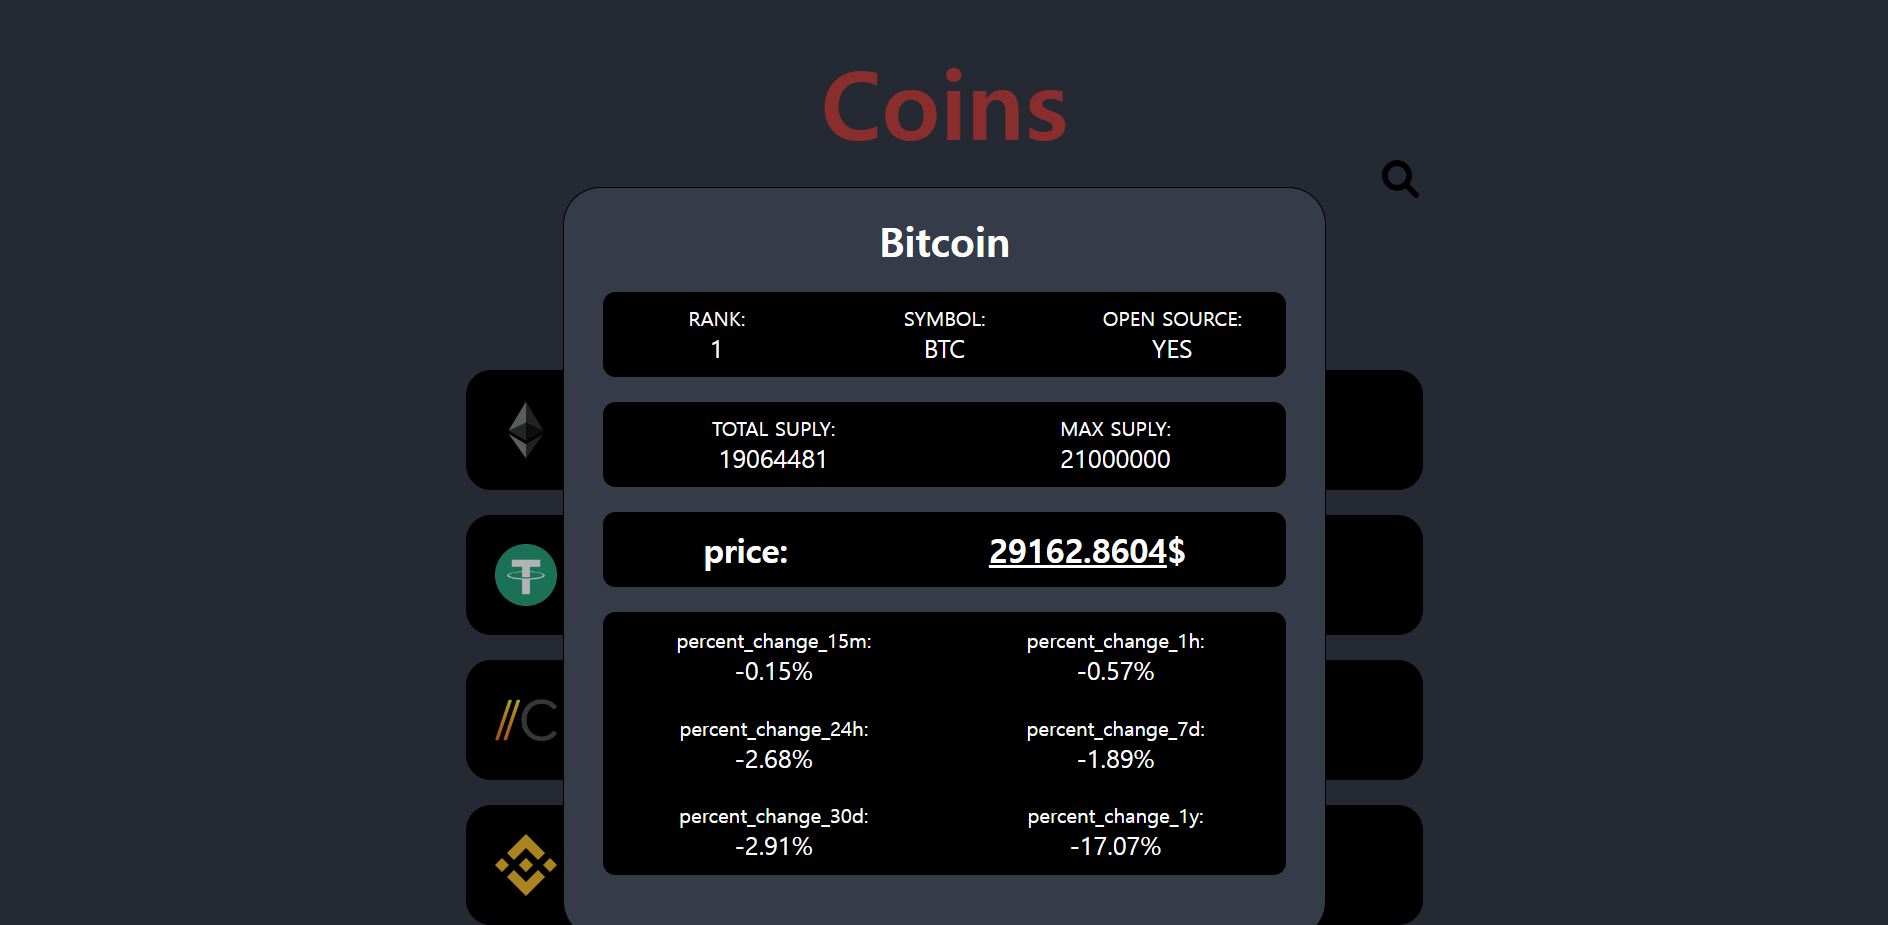 Coins
Bitcoin
RANK: SYMBOL: OPEN SOURCE:
1 BTC YES
TOTAL SUPLY: MAX SUPLY:
19064481 21000000
price: 29162.8604$
percent_change_15m: percent_change_1h:
-0.15% -0.57%
percent_change_24h: percent_change_7d:
-2.68% -1.89%
percent_change_30d: percent_change_1y:
-2.91% -17.07%